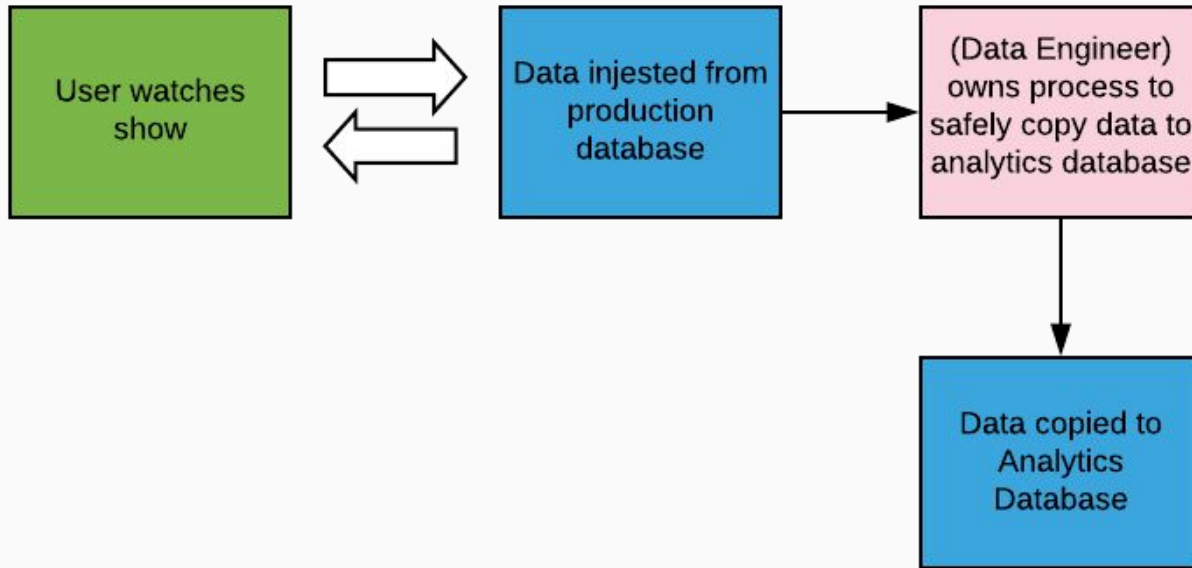 User watches
show
Data injested from
production
database
(Data Engineer)
owns process to
safely copy data to
analytics database
Data copied to
Analytics
Database